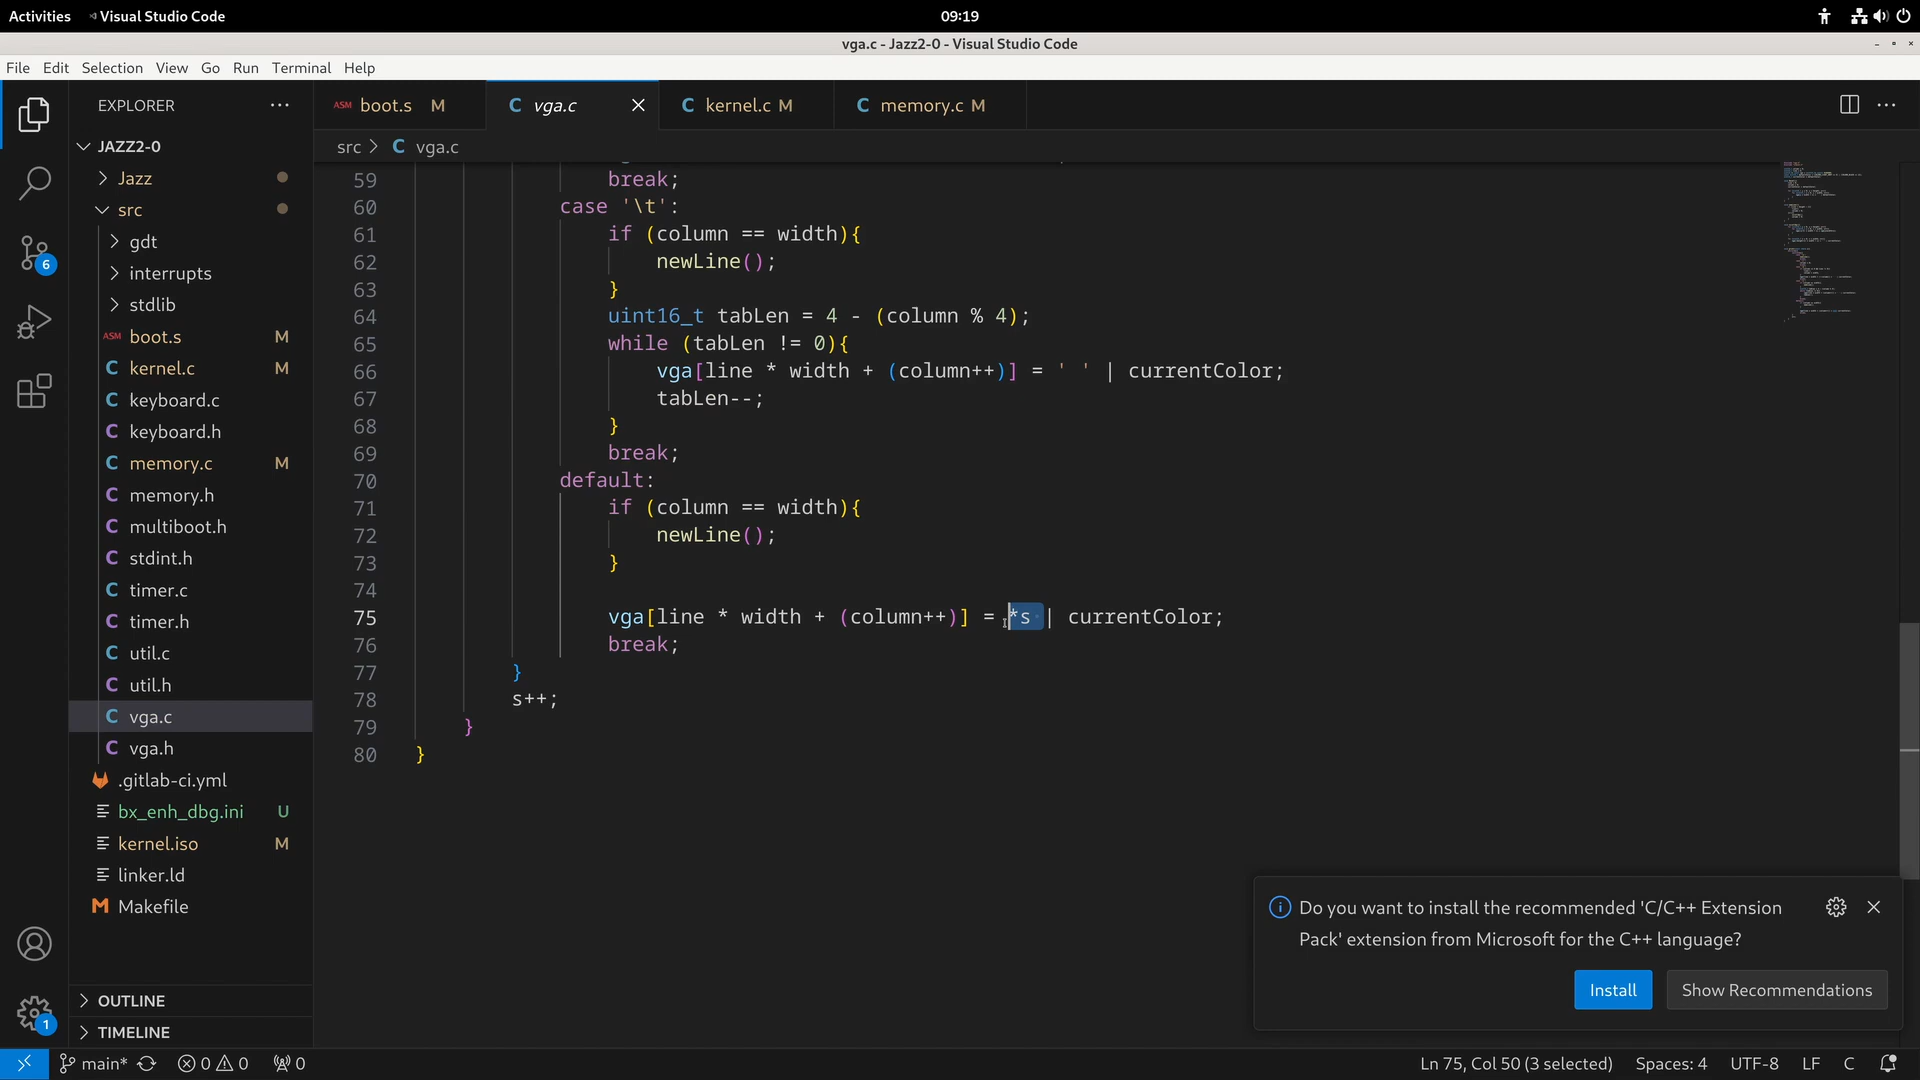 Activities
Visual Studio Code
09:19
vga.c - Jazz2-0 - Visual Studio Code
File Edit Selection View Go Run Terminal Help
EXPLORER
ASM boot.s M
C vga.c
C kernel.c M
C memory.c M
src > C vga.c
JAZZ2-0
Jazz
src
gdt
interrupts
stdlib
ASM boot.s M
C kernel.c M
C keyboard.c
C keyboard.h
C memory.c M
C memory.h
C multiboot.h
C stdint.h
C timer.c
C timer.h
C util.c
C util.h
C vga.c
C vga.h
.gitlab-ci.yml
bx_enh_dbg.ini U
kernel.iso M
linker.ld
M Makefile
OUTLINE
TIMELINE
6
1
59 break;
60 case '\t':
61 if (column == width){
62 newLine();
63 }
64 uint16_t tabLen = 4 - (column % 4);
65 while (tabLen != 0){
66 vga[line * width + (column++)] = ' ' | currentColor;
67 tabLen--;
68 }
69 break;
70 default:
71 if (column == width){
72 newLine();
73 }
74
75 vga[line * width + (column++)] = *s | currentColor;
76 break;
77 }
78 s++;
79 }
80 }
Do you want to install the recommended 'C/C++ Extension
Pack' extension from Microsoft for the C++ language?
Install
Show Recommendations
main* 0 0 0
Ln 75, Col 50 (3 selected) Spaces: 4 UTF-8 LF C